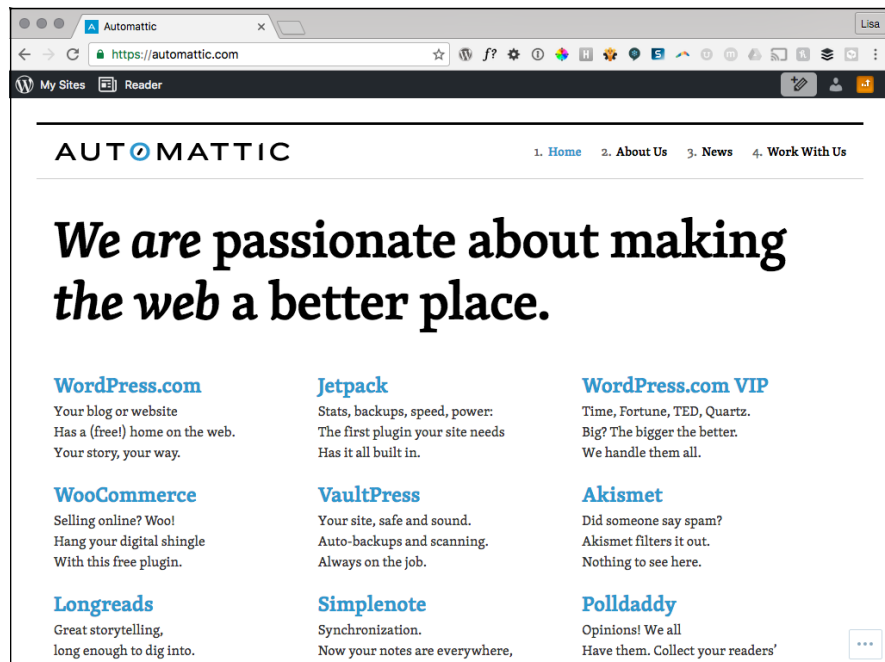 Automattic
Lisa
https://automattic.com
My Sites Reader
AUTOMATTIC
1. Home 2. About Us 3. News 4. Work With Us
We are passionate about making
the web a better place.
WordPress.com
Your blog or website
Has a (free!) home on the web.
Your story, your way.
Jetpack
Stats, backups, speed, power:
The first plugin your site needs
Has it all built in.
WordPress.com VIP
Time, Fortune, TED, Quartz.
Big? The bigger the better.
We handle them all.
WooCommerce
Selling online? Woo!
Hang your digital shingle
With this free plugin.
VaultPress
Your site, safe and sound.
Auto-backups and scanning.
Always on the job.
Akismet
Did someone say spam?
Akismet filters it out.
Nothing to see here.
Longreads
Great storytelling,
long enough to dig into.
Simplenote
Synchronization.
Now your notes are everywhere,
Polldaddy
Opinions! We all
Have them. Collect your readers’